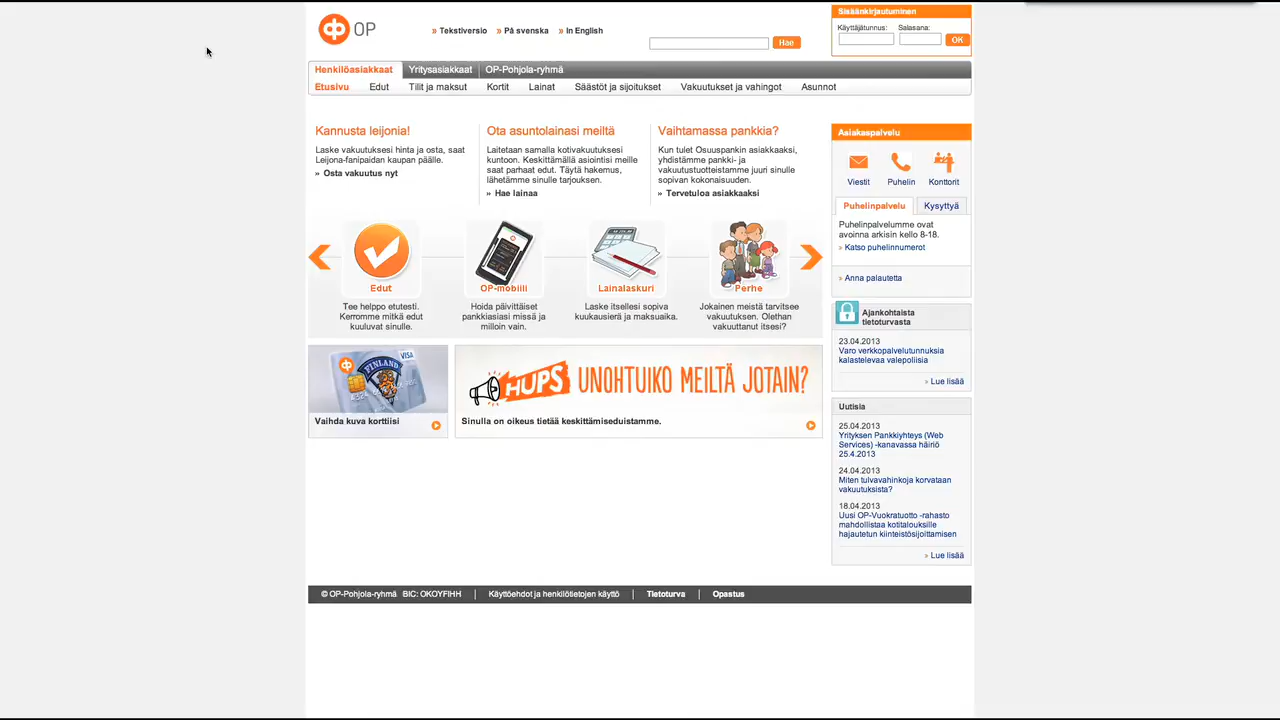 OP
» Tekstiversio » På svenska » In English
Hae
Sisäänkirjautuminen
Käyttäjätunnus: Salasana:
OK
Henkilöasiakkaat Yritysasiakkaat OP-Pohjola-ryhmä
Etusivu Edut Tilit ja maksut Kortit Lainat Säästöt ja sijoitukset Vakuutukset ja vahingot Asunnot
Kannusta leijonia!
Laske vakuutuksesi hinta ja osta, saat
Leijona-fanipaidan kaupan päälle.
» Osta vakuutus nyt
Ota asuntolainasi meiltä
Laitetaan samalla kotivakuutuksesi
kuntoon. Keskittämällä asiointisi meille
saat parhaat edut. Täytä hakemus,
lähetämme sinulle tarjouksen.
» Hae lainaa
Vaihtamassa pankkia?
Kun tulet Osuuspankin asiakkaaksi,
yhdistämme pankki- ja
vakuutustuotteistamme juuri sinulle
sopivan kokonaisuuden.
» Tervetuloa asiakkaaksi
Edut
Tee helppo etutesti.
Kerromme mitkä edut
kuuluvat sinulle.
OP-mobiili
Hoida päivittäiset
pankkiasiasi missä ja
milloin vain.
Lainalaskuri
Laske itsellesi sopiva
kuukausierä ja maksuaika.
Perhe
Jokainen meistä tarvitsee
vakuutuksen. Olethan
vakuuttanut itsesi?
VISA
FINLAND
Vaihda kuva korttiisi
HUPS UNOHTUIKO MEILTÄ JOTAIN?
Sinulla on oikeus tietää keskittämiseduistamme.
Asiakaspalvelu
Viestit Puhelin Konttorit
Puhelinpalvelu Kysyttyä
Puhelinpalvelumme ovat
avoinna arkisin kello 8-18.
» Katso puhelinnumerot
» Anna palautetta
Ajankohtaista
tietoturvasta
23.04.2013
Varo verkkopalvelutunnuksia
kalastelevaa valepoliisia
» Lue lisää
Uutisia
25.04.2013
Yrityksen Pankkiyhteys (Web
Services) -kanavassa häiriö
25.4.2013
24.04.2013
Miten tulvavahinkoja korvataan
vakuutuksista?
18.04.2013
Uusi OP-Vuokratuotto -rahasto
mahdollistaa kotitalouksille
hajautetun kiinteistösijoittamisen
» Lue lisää
© OP-Pohjola-ryhmä BIC: OKOYFIHH | Käyttöehdot ja henkilötietojen käyttö | Tietoturva | Opastus